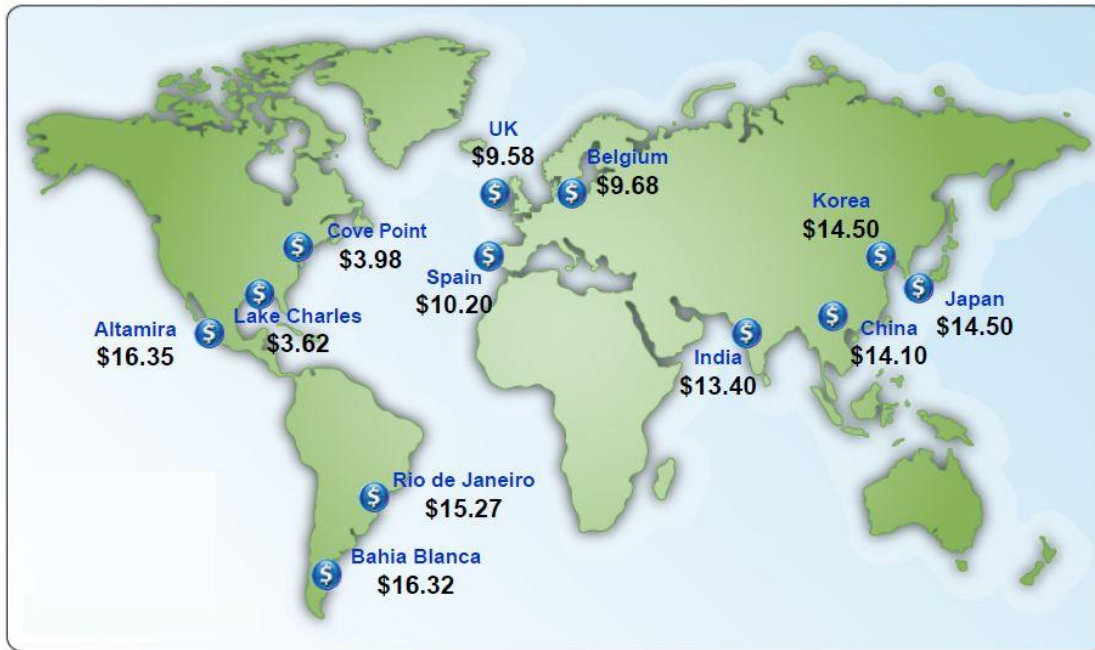 UK
$9.58
Belgium
$9.68
Korea
$14.50
Cove Point
$3.98
Spain
$10.20
Japan
$14.50
Lake Charles
$3.62
Altamira
$16.35
China
$14.10
India
$13.40
Rio de Janeiro
$15.27
Bahia Blanca
$16.32